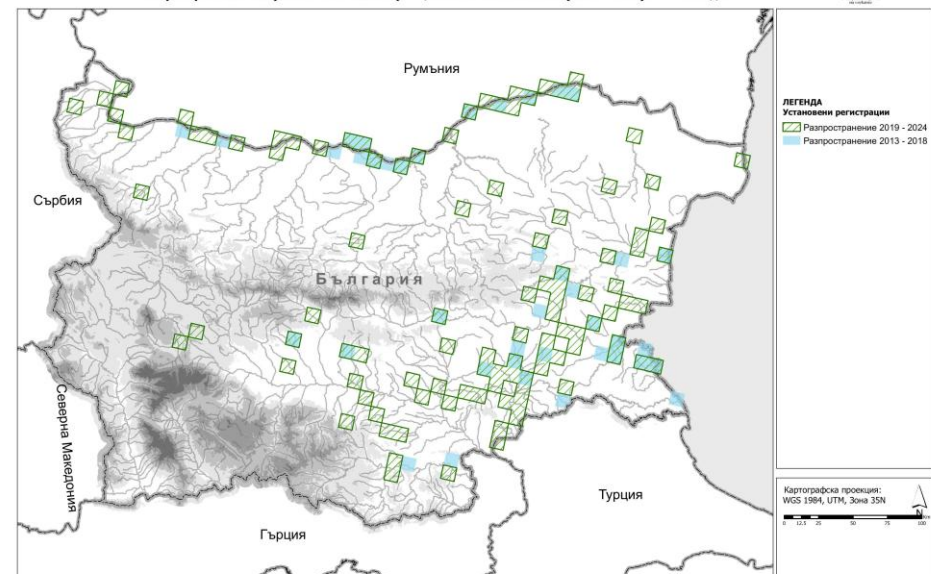 Румъния
Сърбия
България
Северна Македония
Гърция
Турция
ЛЕГЕНДА
Установени регистрации
Разпространение 2019 - 2024
Разпространение 2013 - 2018
Картографска проекция:
WGS 1984, UTM, Зона 35N
N
0 12.5 25 50 75 100